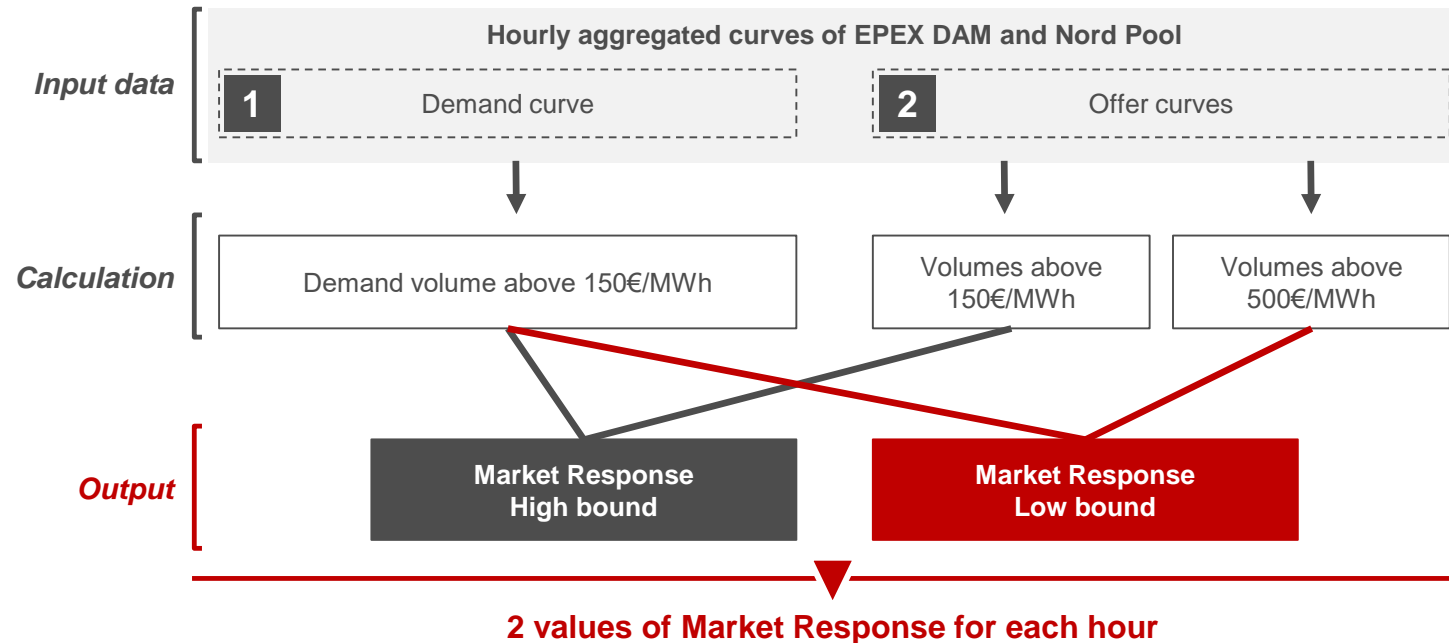 Hourly aggregated curves of EPEX DAM and Nord Pool
Input data
1
Demand curve
2
Offer curves
Calculation
Demand volume above 150€/MWh
Volumes above
150€/MWh
Volumes above
500€/MWh
Output
Market Response
High bound
Market Response
Low bound
2 values of Market Response for each hour